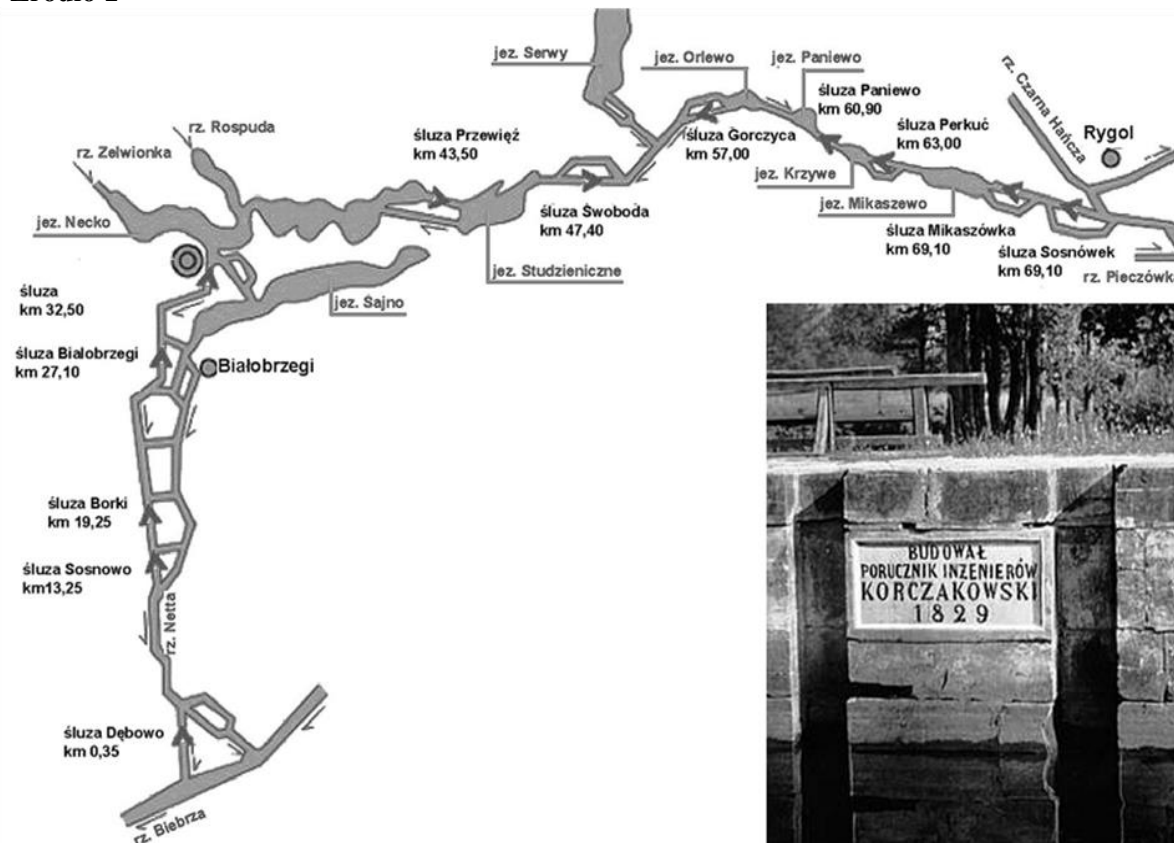 jez. Serwy
jez. Orlewo
jez. Paniewo
rz. Czarna Hańcza
śluza Paniewo
km 60,90
rz. Rospuda
śluza Przewięź
km 43,50
śluza Gorczyca
km 57,00
śluza Perkuć
km 63,00
Rygol
rz. Zelwionka
jez. Krzywe
jez. Necko
śluza Swoboda
km 47,40
jez. Mikaszewo
śluza Mikaszówka
km 69,10
śluza Sosnówek
km 69,10
rz. Pieczówka
jez. Studzieniczne
śluza
km 32,50
jez. Sajno
śluza Bialobrzegi
km 27,10
Białobrzegi
śluza Borki
km 19,25
śluza Sosnowo
km13,25
rz. Netta
śluza Dębowo
km 0,35
rz. Biebrza
BUDOWAŁ
PORUCZNIK INZENIERÓW
KORCZAKOWSKI
1829